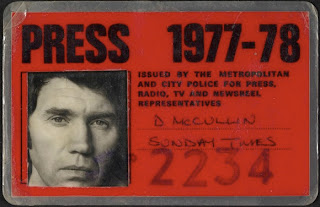 PRESS 1977-78
ISSUED BY THE METROPOLITAN
AND CITY POLICE FOR PRESS,
RADIO, TV AND NEWSREEL
REPRESENTATIVES
D McCULLIN
SUNDAY TIMES
2234